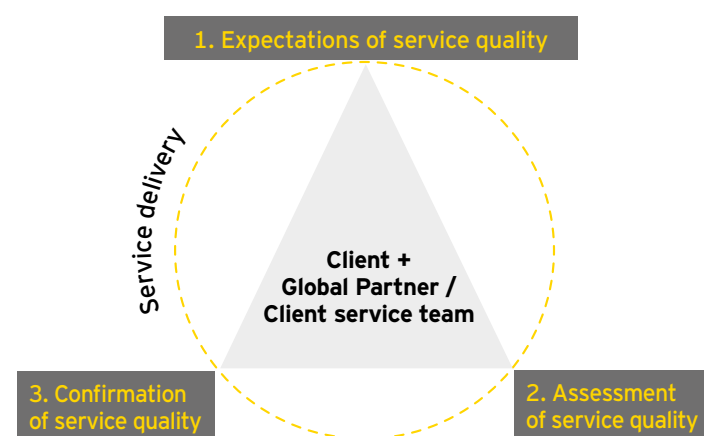 1. Expectations of service quality
Service delivery
Client +
Global Partner /
Client service team
3. Confirmation
of service quality
2. Assessment
of service quality